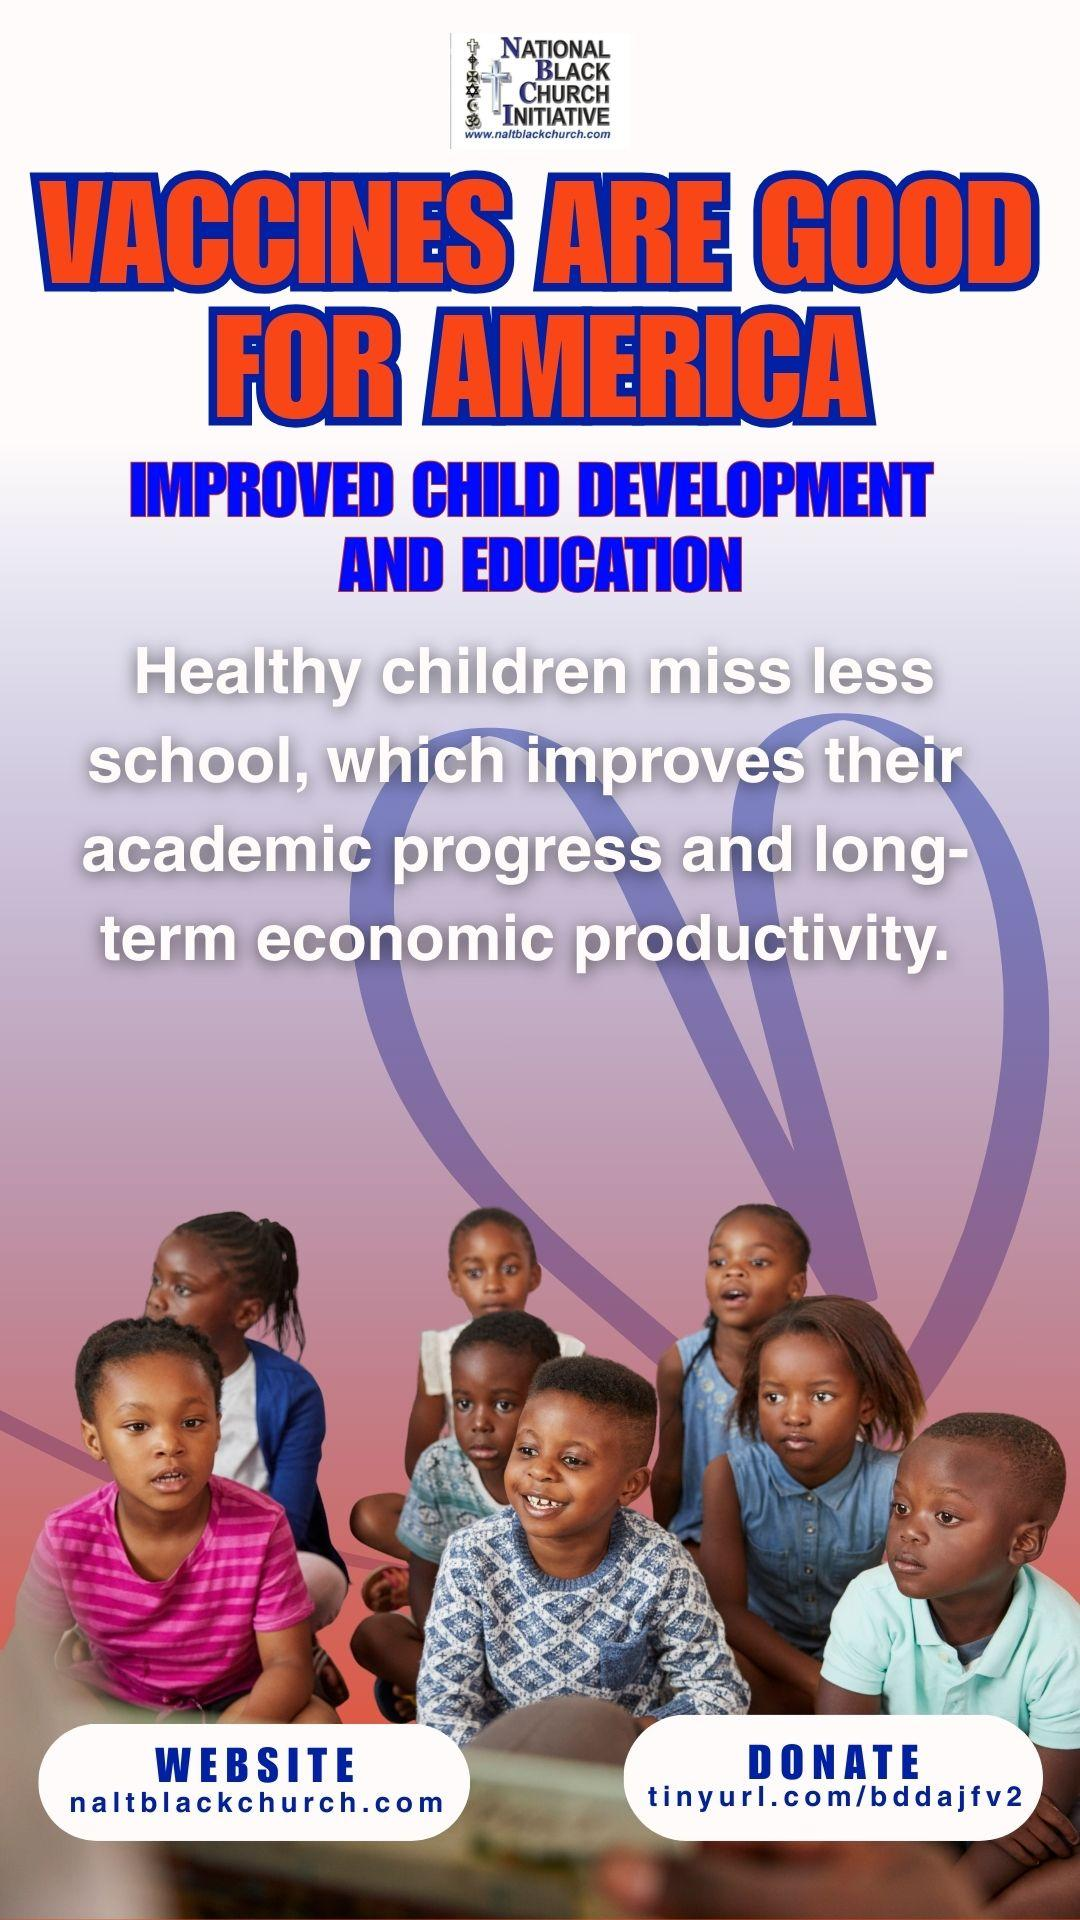 NATIONAL
BLACK
CHURCH
INITIATIVE
www.naltblackchurch.com
VACCINES ARE GOOD
FOR AMERICA
IMPROVED CHILD DEVELOPMENT
AND EDUCATION
Healthy children miss less
school, which improves their
academic progress and long-
term economic productivity.
WEBSITE
naltblackchurch.com
DONATE
tinyurl.com/bddajfv2